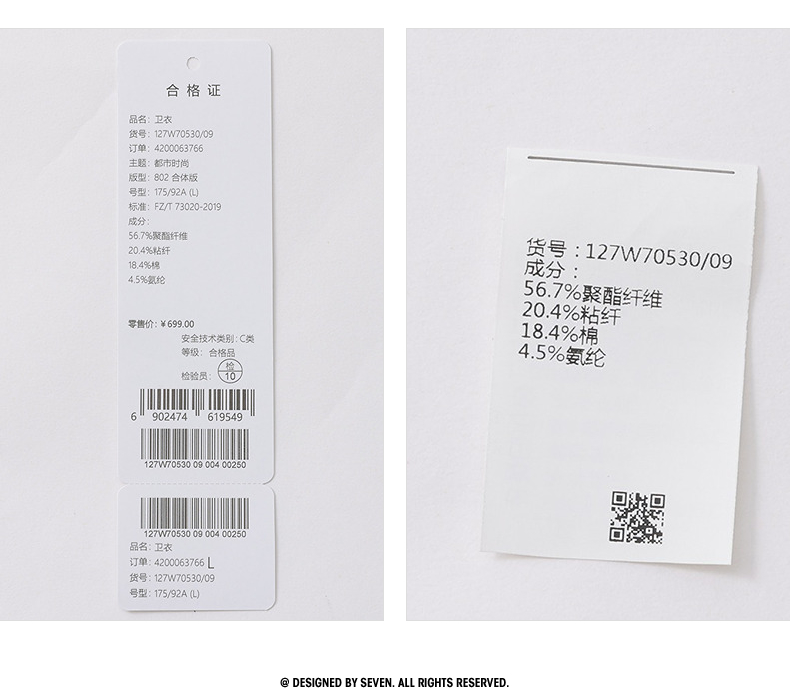 合格证
品名：卫衣
货号：127W70530/09
订单：4200063766
主题：都市时尚
版型：802 合体版
号型：175/92A (L)
标准：FZ/T 73020-2019
成分：
56.7%聚酯纤维
20.4%粘纤
18.4%棉
4.5%氨纶
零售价：￥699.00
安全技术类别：C类
等级：合格品
检验员：检 10
6 902474 619549
127W70530 09 004 00250
127W70530 09 004 00250
品名：卫衣
订单：4200063766 L
货号：127W70530/09
号型：175/92A (L)
货号：127W70530/09
成分：
56.7%聚酯纤维
20.4%粘纤
18.4%棉
4.5%氨纶
@ DESIGNED BY SEVEN. ALL RIGHTS RESERVED.